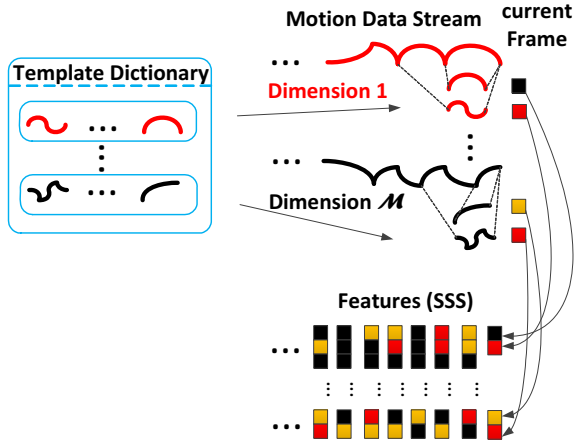 Motion Data Stream
current
Frame
Template Dictionary
Dimension 1
Dimension M
Features (SSS)